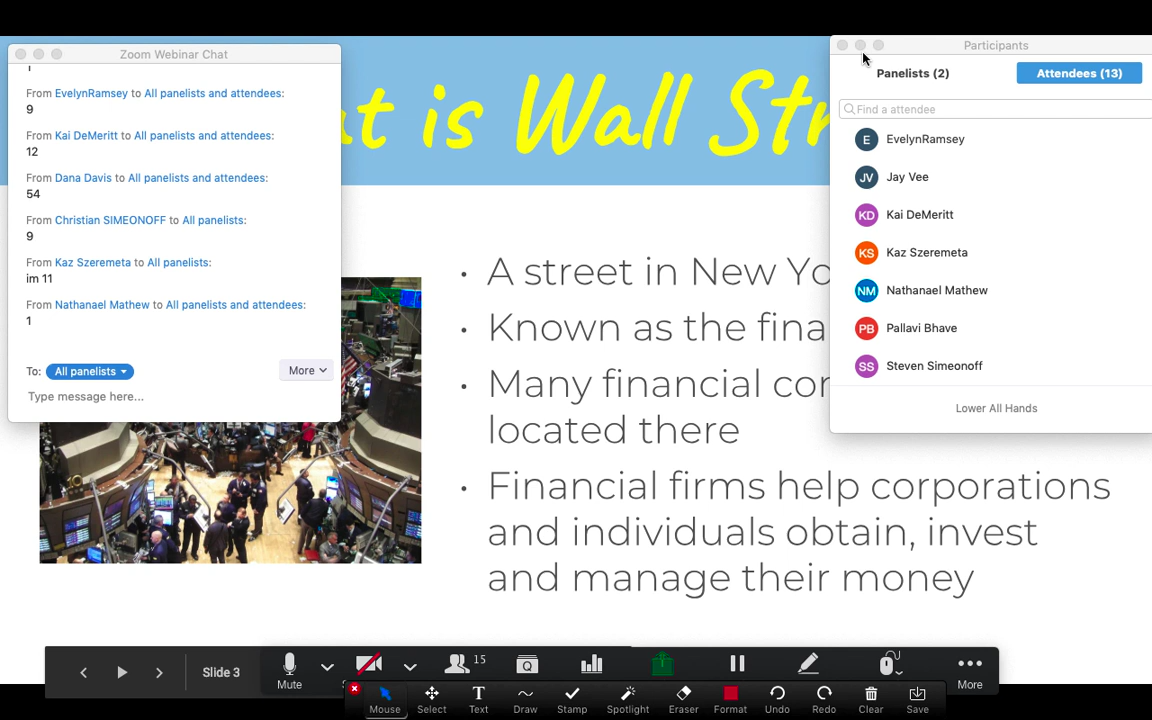 Zoom Webinar Chat
From EvelynRamsey to All panelists and attendees:
9
From Kai DeMeritt to All panelists and attendees:
12
From Dana Davis to All panelists and attendees:
54
From Christian SIMEONOFF to All panelists:
9
From Kaz Szeremeta to All panelists:
im 11
From Nathanael Mathew to All panelists and attendees:
1
To: All panelists
More
Type message here...
at is Wall Str
• A street in New Yo
• Known as the fina
• Many financial cor
located there
• Financial firms help corporations
and individuals obtain, invest
and manage their money
Participants
Panelists (2)
Attendees (13)
Find a attendee
E EvelynRamsey
JV Jay Vee
KD Kai DeMeritt
KS Kaz Szeremeta
NM Nathanael Mathew
PB Pallavi Bhave
SS Steven Simeonoff
Lower All Hands
Slide 3
Mute
15
Q
More
Mouse
Select
Text
Draw
Stamp
Spotlight
Eraser
Format
Undo
Redo
Clear
Save